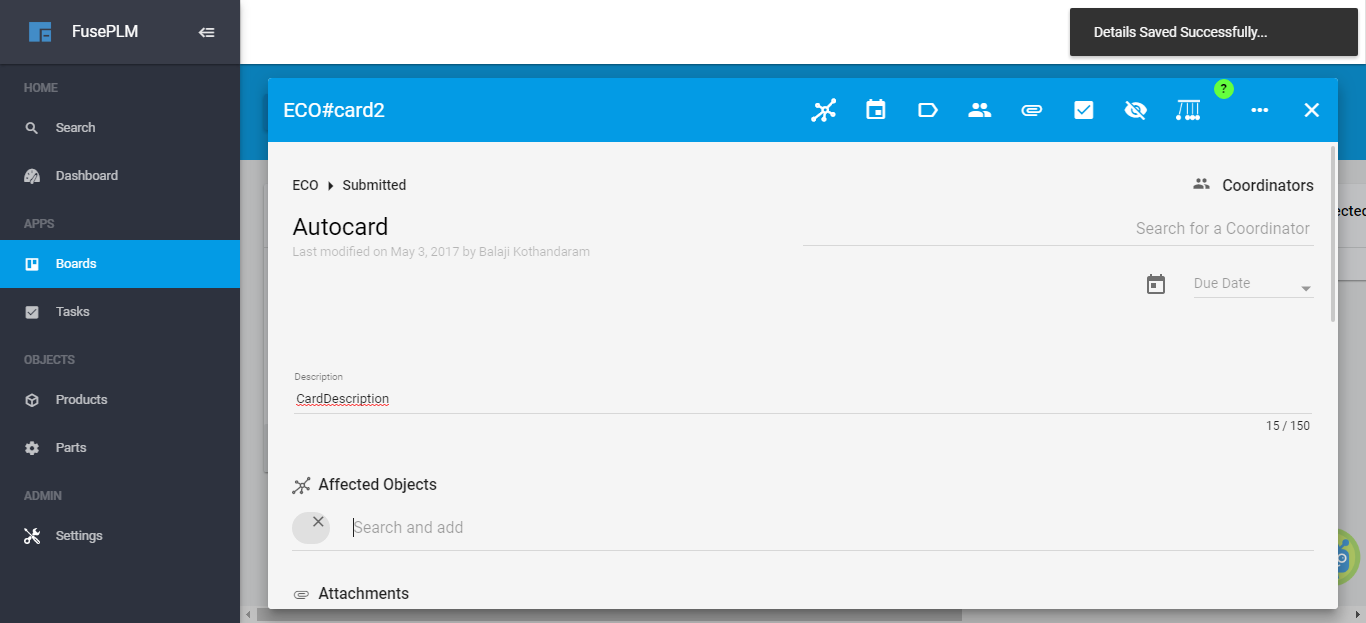 FusePLM
Details Saved Successfully...
HOME
Search
Dashboard
APPS
Boards
Tasks
OBJECTS
Products
Parts
ADMIN
Settings
ECO#card2
?
ECO Submitted
Coordinators
Autocard
Search for a Coordinator
Last modified on May 3, 2017 by Balaji Kothandaram
Due Date
Description
CardDescription
15 / 150
Affected Objects
Search and add
Attachments